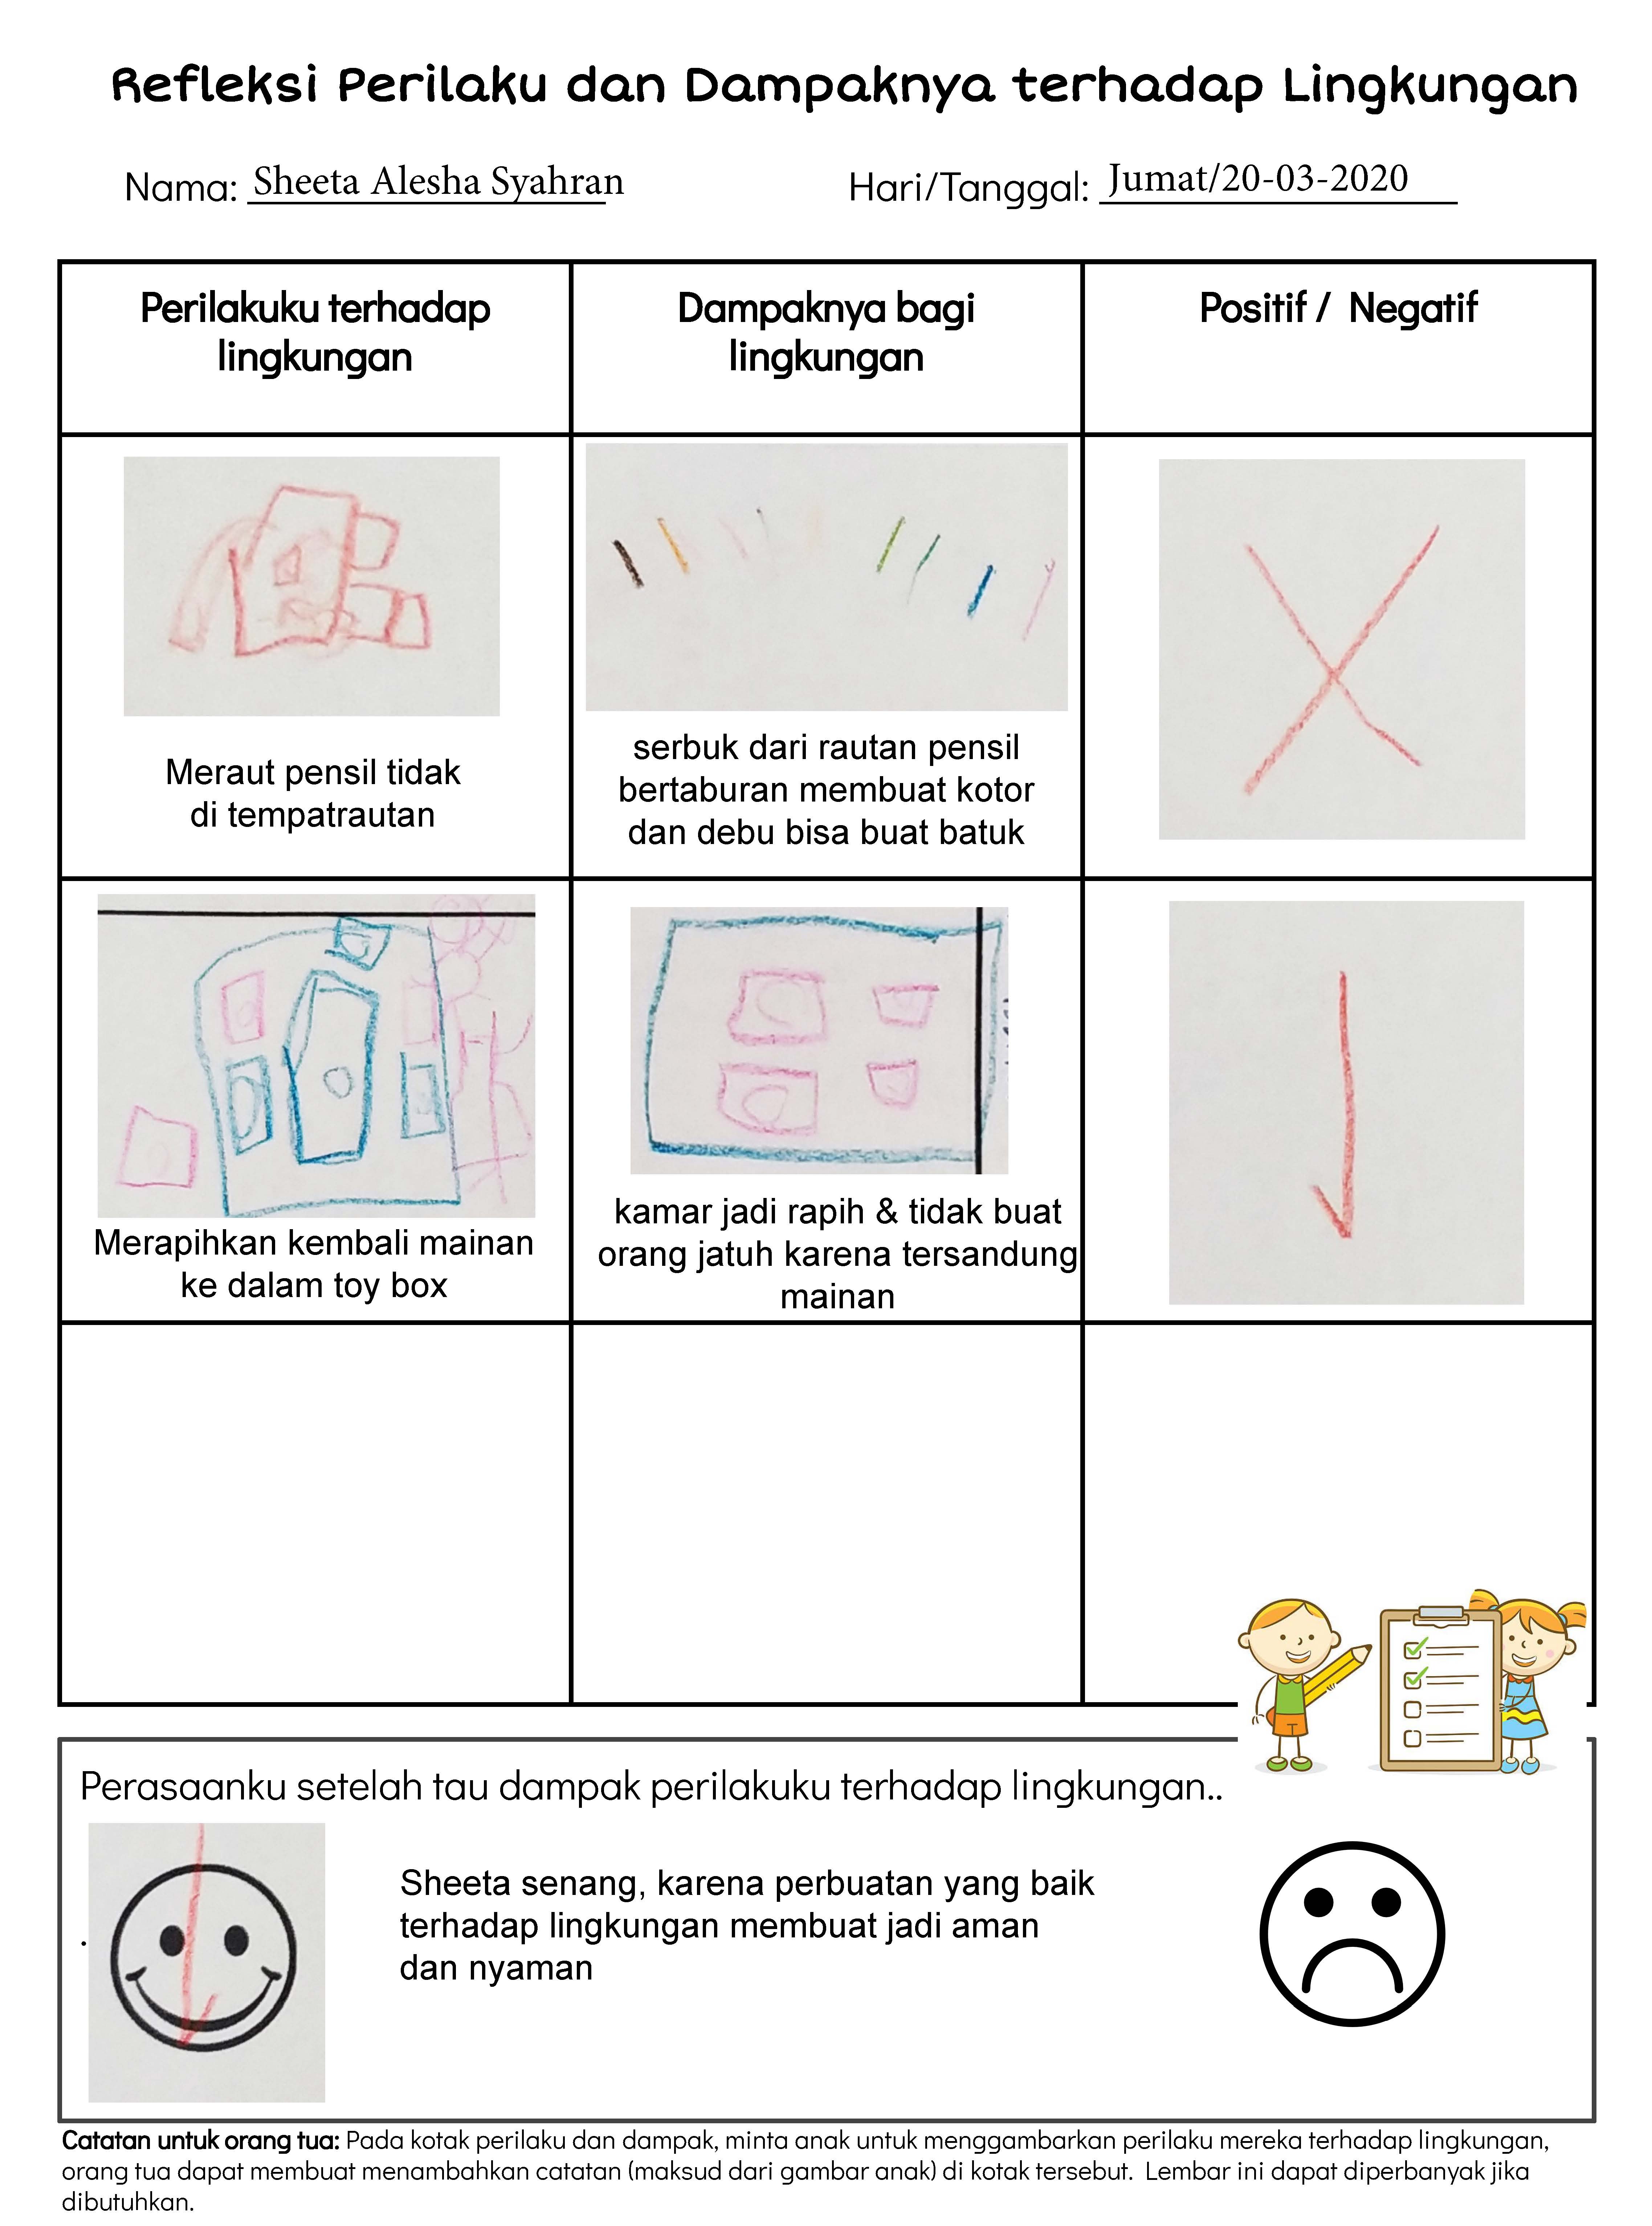 Refleksi Perilaku dan Dampaknya terhadap Lingkungan
Nama: Sheeta Alesha Syahran
Hari/Tanggal: Jumat/20-03-2020
Perilakuku terhadap
lingkungan
Dampaknya bagi
lingkungan
Positif / Negatif
Meraut pensil tidak
di tempatrautan
serbuk dari rautan pensil
bertaburan membuat kotor
dan debu bisa buat batuk
Merapihkan kembali mainan
ke dalam toy box
kamar jadi rapih & tidak buat
orang jatuh karena tersandung
mainan
Perasaanku setelah tau dampak perilakuku terhadap lingkungan..
Sheeta senang, karena perbuatan yang baik
terhadap lingkungan membuat jadi aman
dan nyaman
Catatan untuk orang tua: Pada kotak perilaku dan dampak, minta anak untuk menggambarkan perilaku mereka terhadap lingkungan,
orang tua dapat membuat menambahkan catatan (maksud dari gambar anak) di kotak tersebut. Lembar ini dapat diperbanyak jika
dibutuhkan.